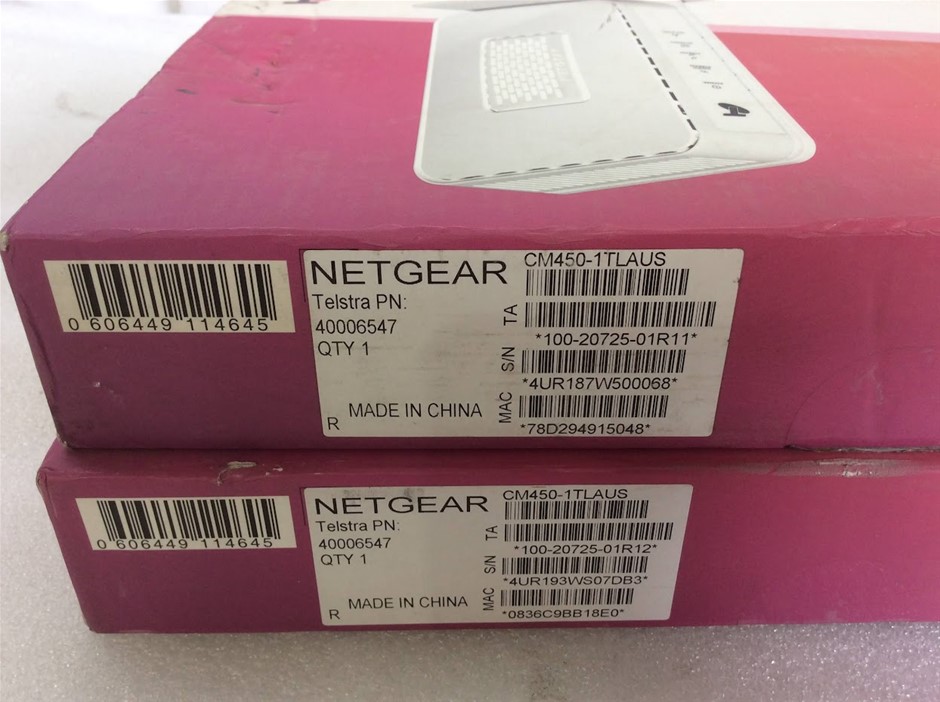 0 606449 114645
NETGEAR
Telstra PN:
40006547
QTY 1
R MADE IN CHINA
CM450-1TLAUS
TA
*100-20725-01R11*
S/N
*4UR187W500068*
MAC
*78D294915048*
0 606449 114645
NETGEAR
Telstra PN:
40006547
QTY 1
R MADE IN CHINA
CM450-1TLAUS
TA
*100-20725-01R12*
S/N
*4UR193WS07DB3*
MAC
*0836C9BB18E0*